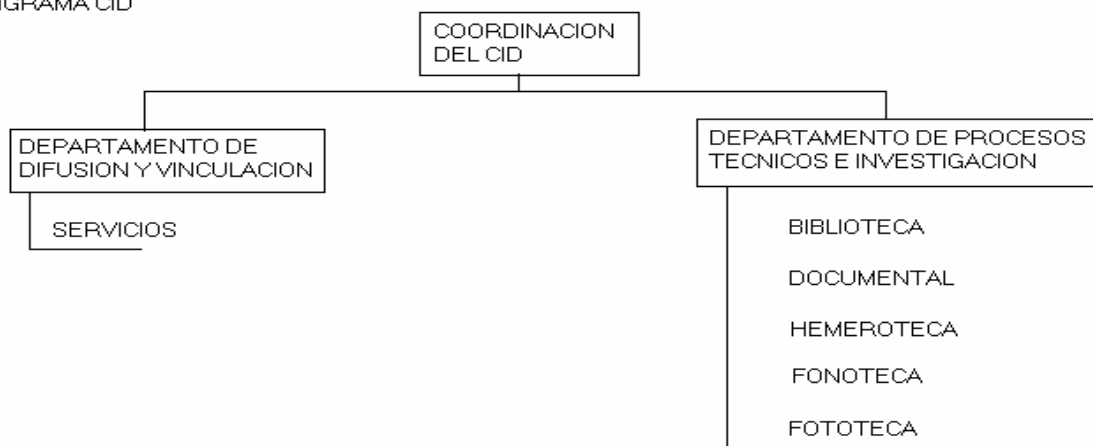 CID
COORDINACION
DEL CID
DEPARTAMENTO DE
DIFUSION Y VINCULACION
SERVICIOS
DEPARTAMENTO DE PROCESOS
TECNICOS E INVESTIGACION
BIBLIOTECA
DOCUMENTAL
HEMEROTECA
FONOTECA
FOTOTECA